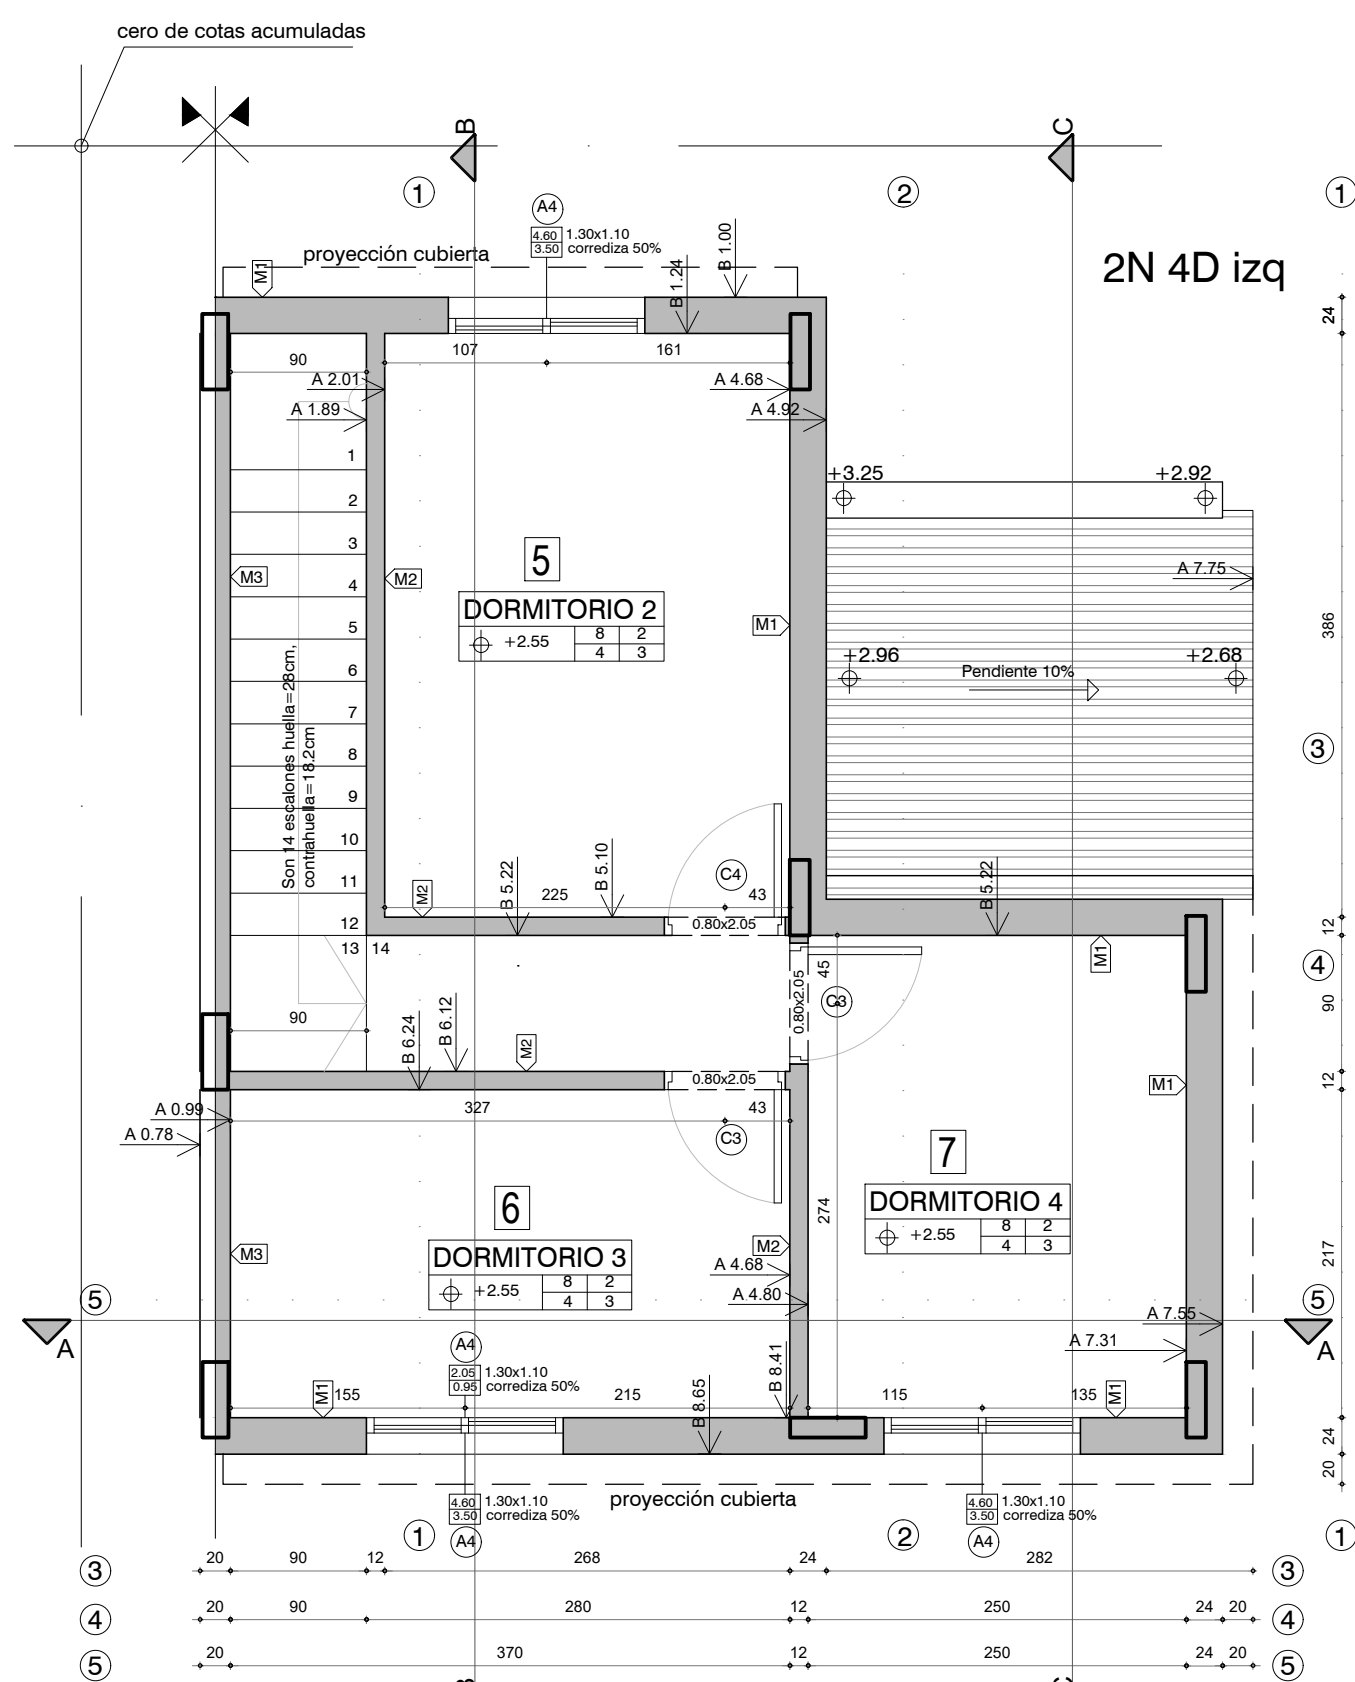 cero de cotas acumuladas
B
C
1
2
1
A4
4.60 1.30x1.10
3.50 corrediza 50%
proyección cubierta
M1
B 1.24
B 1.00
2N 4D izq
24
107
161
90
A 2.01
A 1.89
A 4.68
A 4.92
1
2
3
4
5
6
7
8
9
10
11
12
13 14
+3.25
+2.92
A 7.75
+2.96
+2.68
Pendiente 10%
386
M3
M2
M1
5
DORMITORIO 2
+2.55
8 2
4 3
Son 14 escalones huella=28cm,
contrahuella=18.2cm
3
C4
M2
B 5.22
B 5.10
225
43
0.80x2.05
B 5.22
12
M1
4
45
0.80x2.05
C3
90
90
B 6.24
B 6.12
M2
0.80x2.05
12
M1
A 0.99
A 0.78
327
43
C3
7
DORMITORIO 4
+2.55
8 2
4 3
274
6
DORMITORIO 3
+2.55
8 2
4 3
M3
M2
A 4.68
A 4.80
217
5
5
A
A
A 7.55
A 7.31
A4
2.05 1.30x1.10
0.95 corrediza 50%
B 8.41
B 8.65
M1
155
215
115
135
M1
24
20
proyección cubierta
4.60 1.30x1.10
3.50 corrediza 50%
A4
4.60 1.30x1.10
3.50 corrediza 50%
A4
1
2
1
3 20 90 12 268 24 282 3
4 20 90 280 12 250 24 20 4
5 20 370 12 250 24 20 5